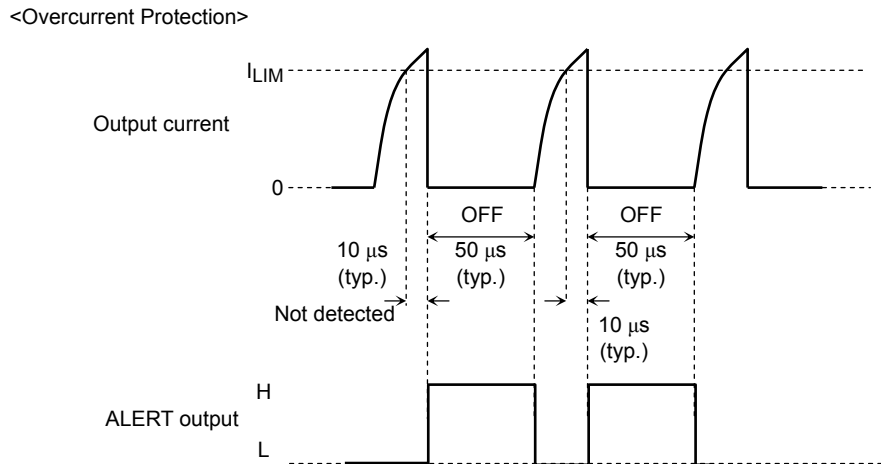 <Overcurrent Protection>
ILIM
Output current
0
OFF
OFF
10 μs
(typ.)
50 μs
(typ.)
50 μs
(typ.)
Not detected
10 μs
(typ.)
H
ALERT output
L